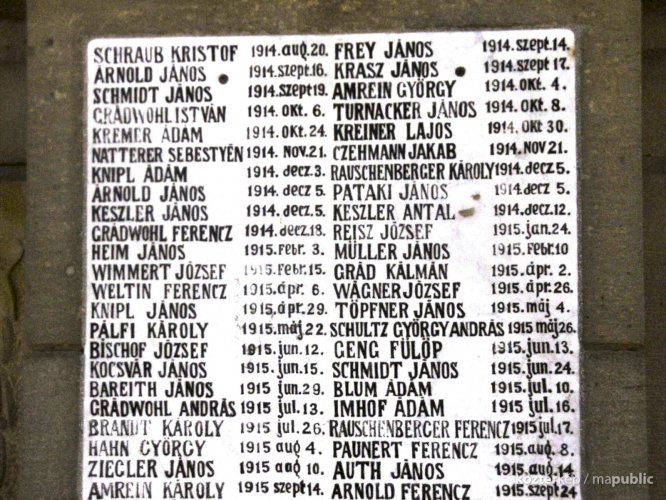 SCHRAUB KRISTOF 1914. aug. 20. FREY JÁNOS 1914. szept. 14.
ÁRNOLD JÁNOS 1914. szept. 16. KRASZ JÁNOS 1914. szept 17.
SCHMIDT JÁNOS 1914. szept 19. AMREIN GYÖRGY 1914. okt. 4.
GRÁDWOHL ISTVÁN 1914. okt. 6. TURNACKER JÁNOS 1914. okt. 8.
KREMER ÁDÁM 1914. okt. 24. KREINER LAJOS 1914. okt 30.
NATTERER SEBESTYÉN 1914. nov. 21. CZEHMANN JAKAB 1914. nov 21.
KNIPL ÁDÁM 1914. decz. 3. RAUSCHENBERGER KÁROLY 1914. decz 5.
ÁRNOLD JÁNOS 1914. decz 5. PATAKI JÁNOS 1914. decz 5.
KESZLER JÁNOS 1914. decz. 5. KESZLER ANTAL 1914. decz. 12.
GRÁDWOHL FERENCZ 1914. decz. 18. REISZ JÓZSEF 1915. jan. 24.
HEIM JÁNOS 1915. febr. 3. MÜLLER JÁNOS 1915. febr. 10
WIMMERT JÓZSEF 1915. febr. 15. GRÁD KÁLMÁN 1915. ápr. 2.
WELTIN FERENCZ 1915. ápr. 6 WÁGNER JÓZSEF 1915. ápr. 26.
KNIPL JÁNOS 1915. ápr. 29. TÖPFNER JÁNOS 1915. máj 4.
PÁLFI KÁROLY 1915. máj. 22. SCHULTZ GYÖRGY ANDRÁS 1915 máj 26.
BISCHOF JÓZSEF 1915. jun. 12. GENG FÜLÖP 1915. jun. 13.
KOCSVÁR JÁNOS 1915. jun. 15. SCHMIDT JÁNOS 1915. jun. 24.
BAREITH JÁNOS 1915 jun. 29. BLUM ÁDÁM 1915. jul. 10.
GRÁDWOHL ANDRÁS 1915 jul. 13. IMHOF ÁDÁM 1915. jul. 16.
BRANDT KÁROLY 1915 jul. 26. RAUSCHENBERGER FERENCZ 1915 jul. 17.
HAHN GYÖRGY 1915 aug 4. PAUNERT FERENCZ 1915. aug. 8.
ZIEGLER JÁNOS 1915 aug 10. AUTH JÁNOS 1915. aug. 14
AMREIN KÁROLY 1915 szept 14. ÁRNOLD FERENCZ 1915. szept 2
köztérkép / mapublic